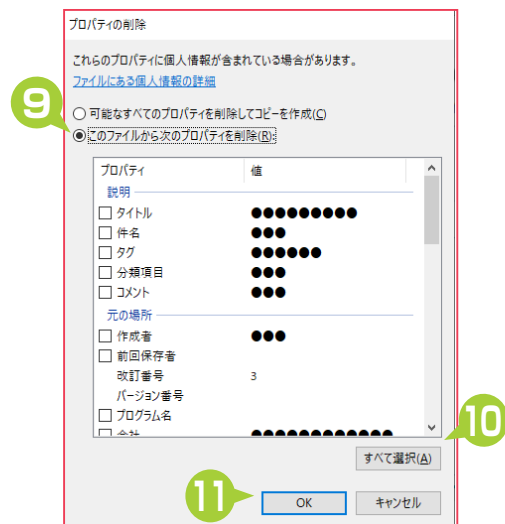 プロパティの削除
これらのプロパティに個人情報が含まれている場合があります。
ファイルにある個人情報の詳細
9
可能なすべてのプロパティを削除してコピーを作成(C)
このファイルから次のプロパティを削除(R):
プロパティ 値
説明
タイトル ●●●●●●●●●
件名 ●●●
タグ ●●●●●●
分類項目 ●●●
コメント ●●●
元の場所
作成者 ●●●
前回保存者
改訂番号 3
バージョン番号
プログラム名
会社 ●●●●●●●●●●●●
10
すべて選択(A)
11
OK キャンセル